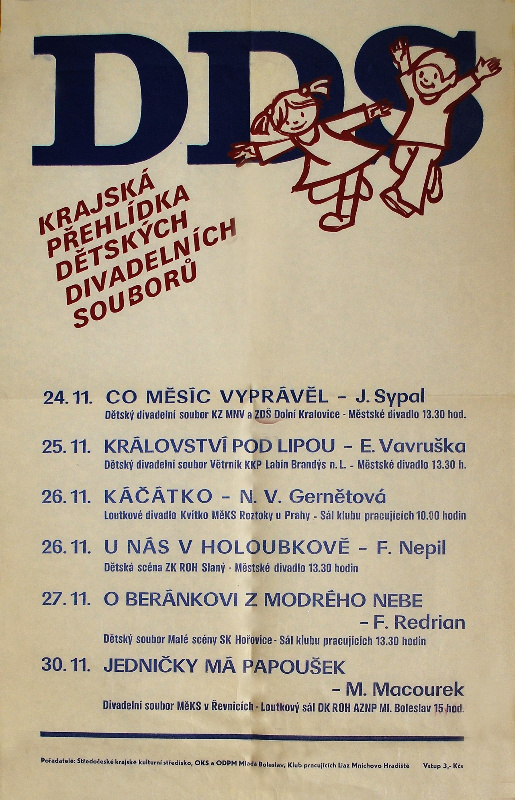 DDS
KRAJSKÁ
PŘEHLÍDKA
DĚTSKÝCH
DIVADELNÍCH
SOUBORŮ
24. 11. CO MĚSÍC VYPRÁVĚL – J. Sypal
Dětský divadelní soubor KZ MNV a ZDŠ Dolní Kralovice - Městské divadlo 13.30 hod.
25. 11. KRÁLOVSTVÍ POD LIPOU – E. Vavruška
Dětský divadelní soubor Větrník KKP Labín Brandýs n. L. - Městské divadlo 13.30 h.
26. 11. KÁČÁTKO – N. V. Gernětová
Loutkové divadlo Kvítko MěKS Roztoky u Prahy - Sál klubu pracujících 10.00 hodin
26. 11. U NÁS V HOLOUBKOVĚ – F. Nepil
Dětská scéna ZK ROH Slaný - Městské divadlo 13.30 hodin
27. 11. O BERÁNKOVI Z MODRÉHO NEBE
– F. Redrian
Dětský soubor Malé scény SK Hořovice - Sál klubu pracujících 13.30 hodin
30. 11. JEDNIČKY MÁ PAPOUŠEK
– M. Macourek
Divadelní soubor MěKS v Řevnicích - Loutkový sál DK ROH AZNP Ml. Boleslav 15 hod.
Pořadatelé: Středočeské krajské kulturní středisko, OKS a ODPM Mladá Boleslav, Klub pracujících Liaz Mnichovo Hradiště Vstup 3,- Kčs